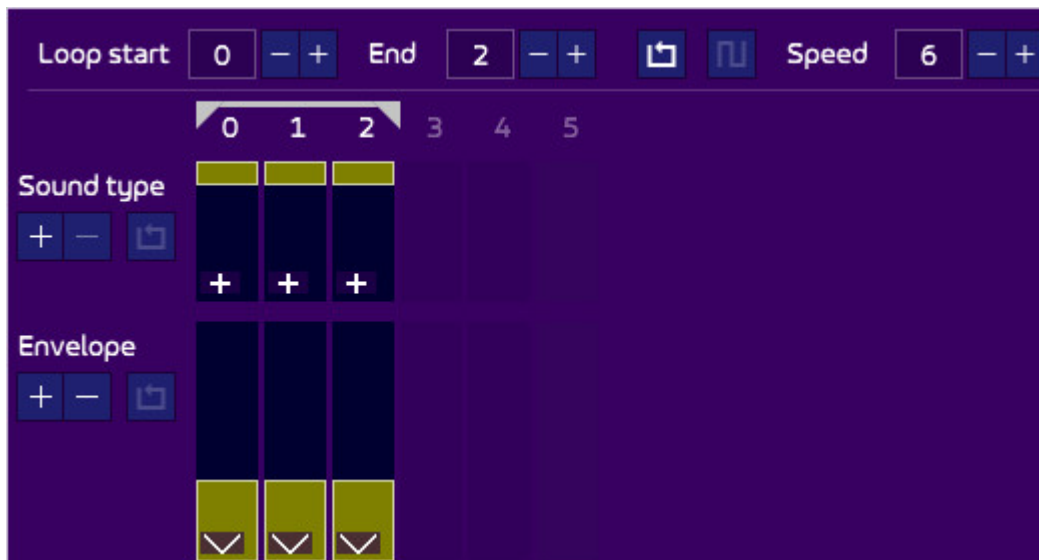 Loop start 0 − + End 2 − + Speed 6 − +
0 1 2 3 4 5
Sound type
+ −
+ + +
Envelope
+ −